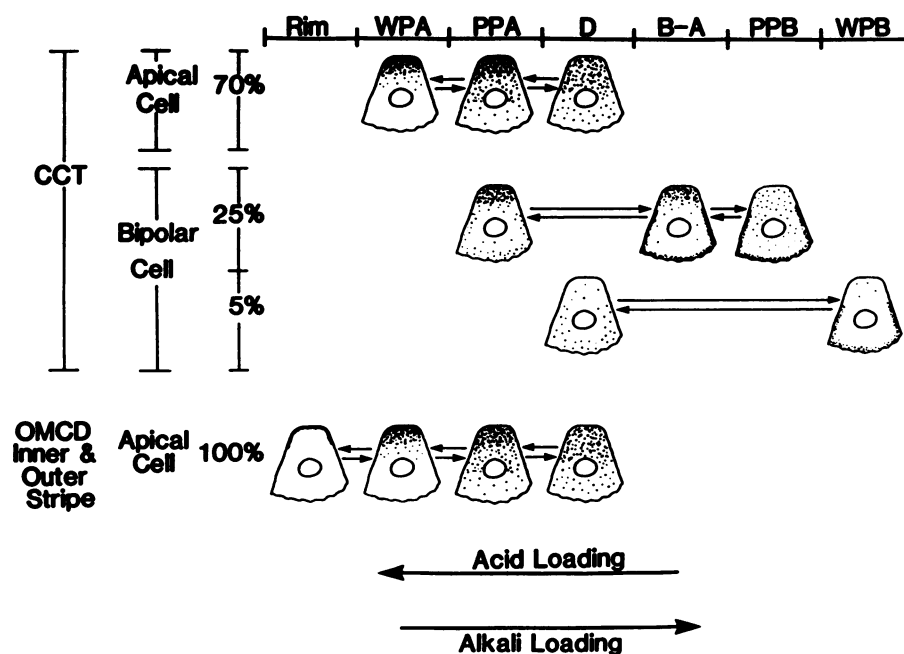 Rim WPA PPA D B-A PPB WPB
Apical
Cell
70%
CCT
Bipolar
Cell
25%
5%
OMCD
Inner &
Outer
Stripe
Apical
Cell
100%
Acid Loading
Alkali Loading